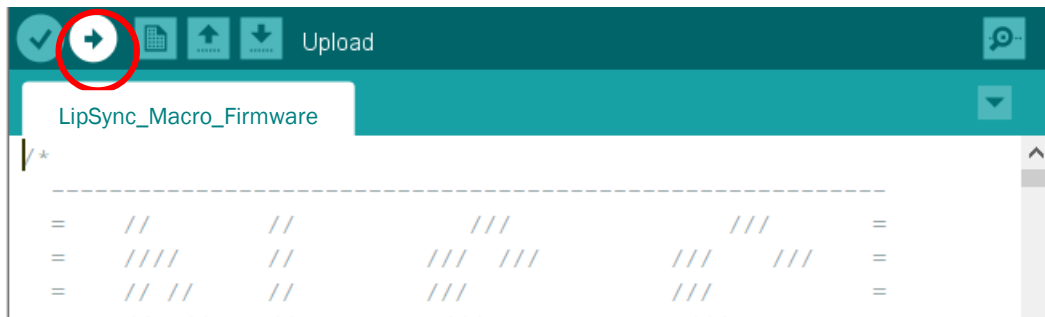 Upload
LipSync_Macro_Firmware
/*
----------------------------------------------------------
= // // /// /// =
= //// // /// /// /// /// =
= // // // /// /// =